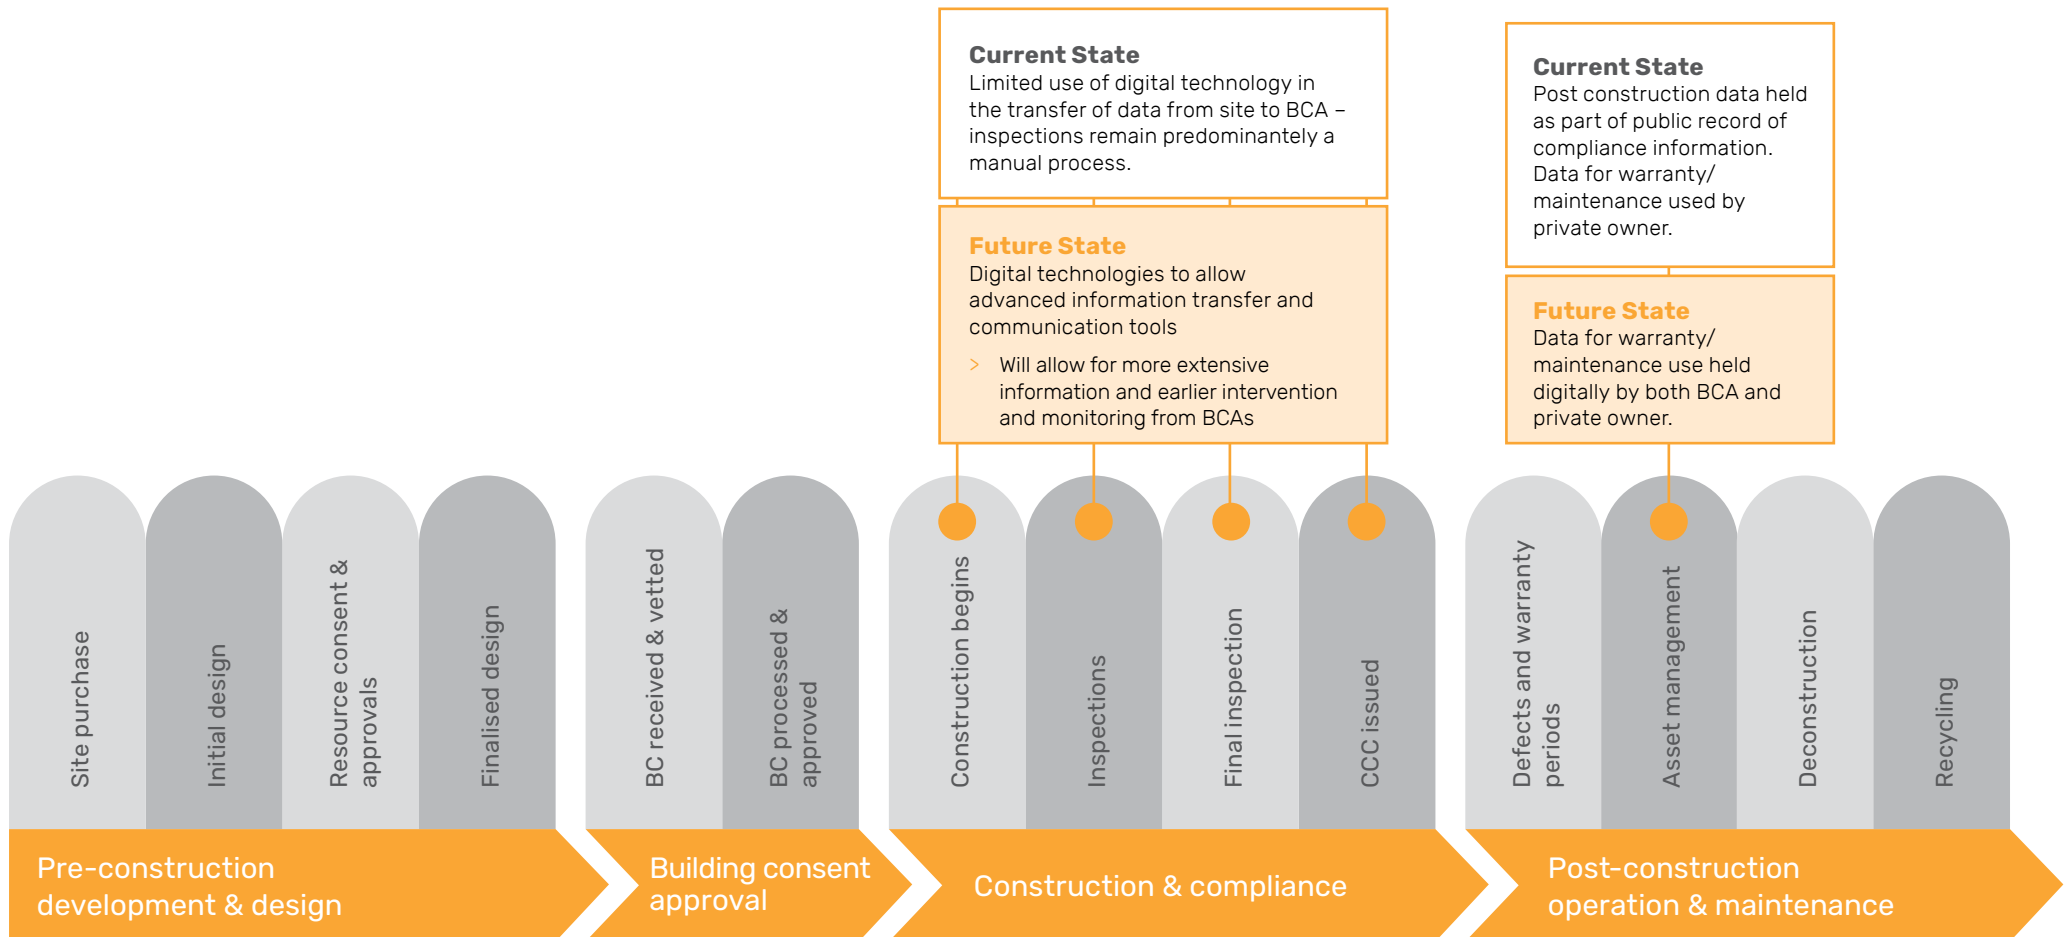 Current State
Limited use of digital technology in
the transfer of data from site to BCA –
inspections remain predominantely a
manual process.
Future State
Digital technologies to allow
advanced information transfer and
communication tools
> Will allow for more extensive
information and earlier intervention
and monitoring from BCAs
Current State
Post construction data held
as part of public record of
compliance information.
Data for warranty/
maintenance used by
private owner.
Future State
Data for warranty/
maintenance use held
digitally by both BCA and
private owner.
Site purchase
Initial design
Resource consent &
approvals
Finalised design
BC received & vetted
BC processed &
approved
Construction begins
Inspections
Final inspection
CCC issued
Defects and warranty
periods
Asset management
Deconstruction
Recycling
Pre-construction
development & design
Building consent
approval
Construction & compliance
Post-construction
operation & maintenance